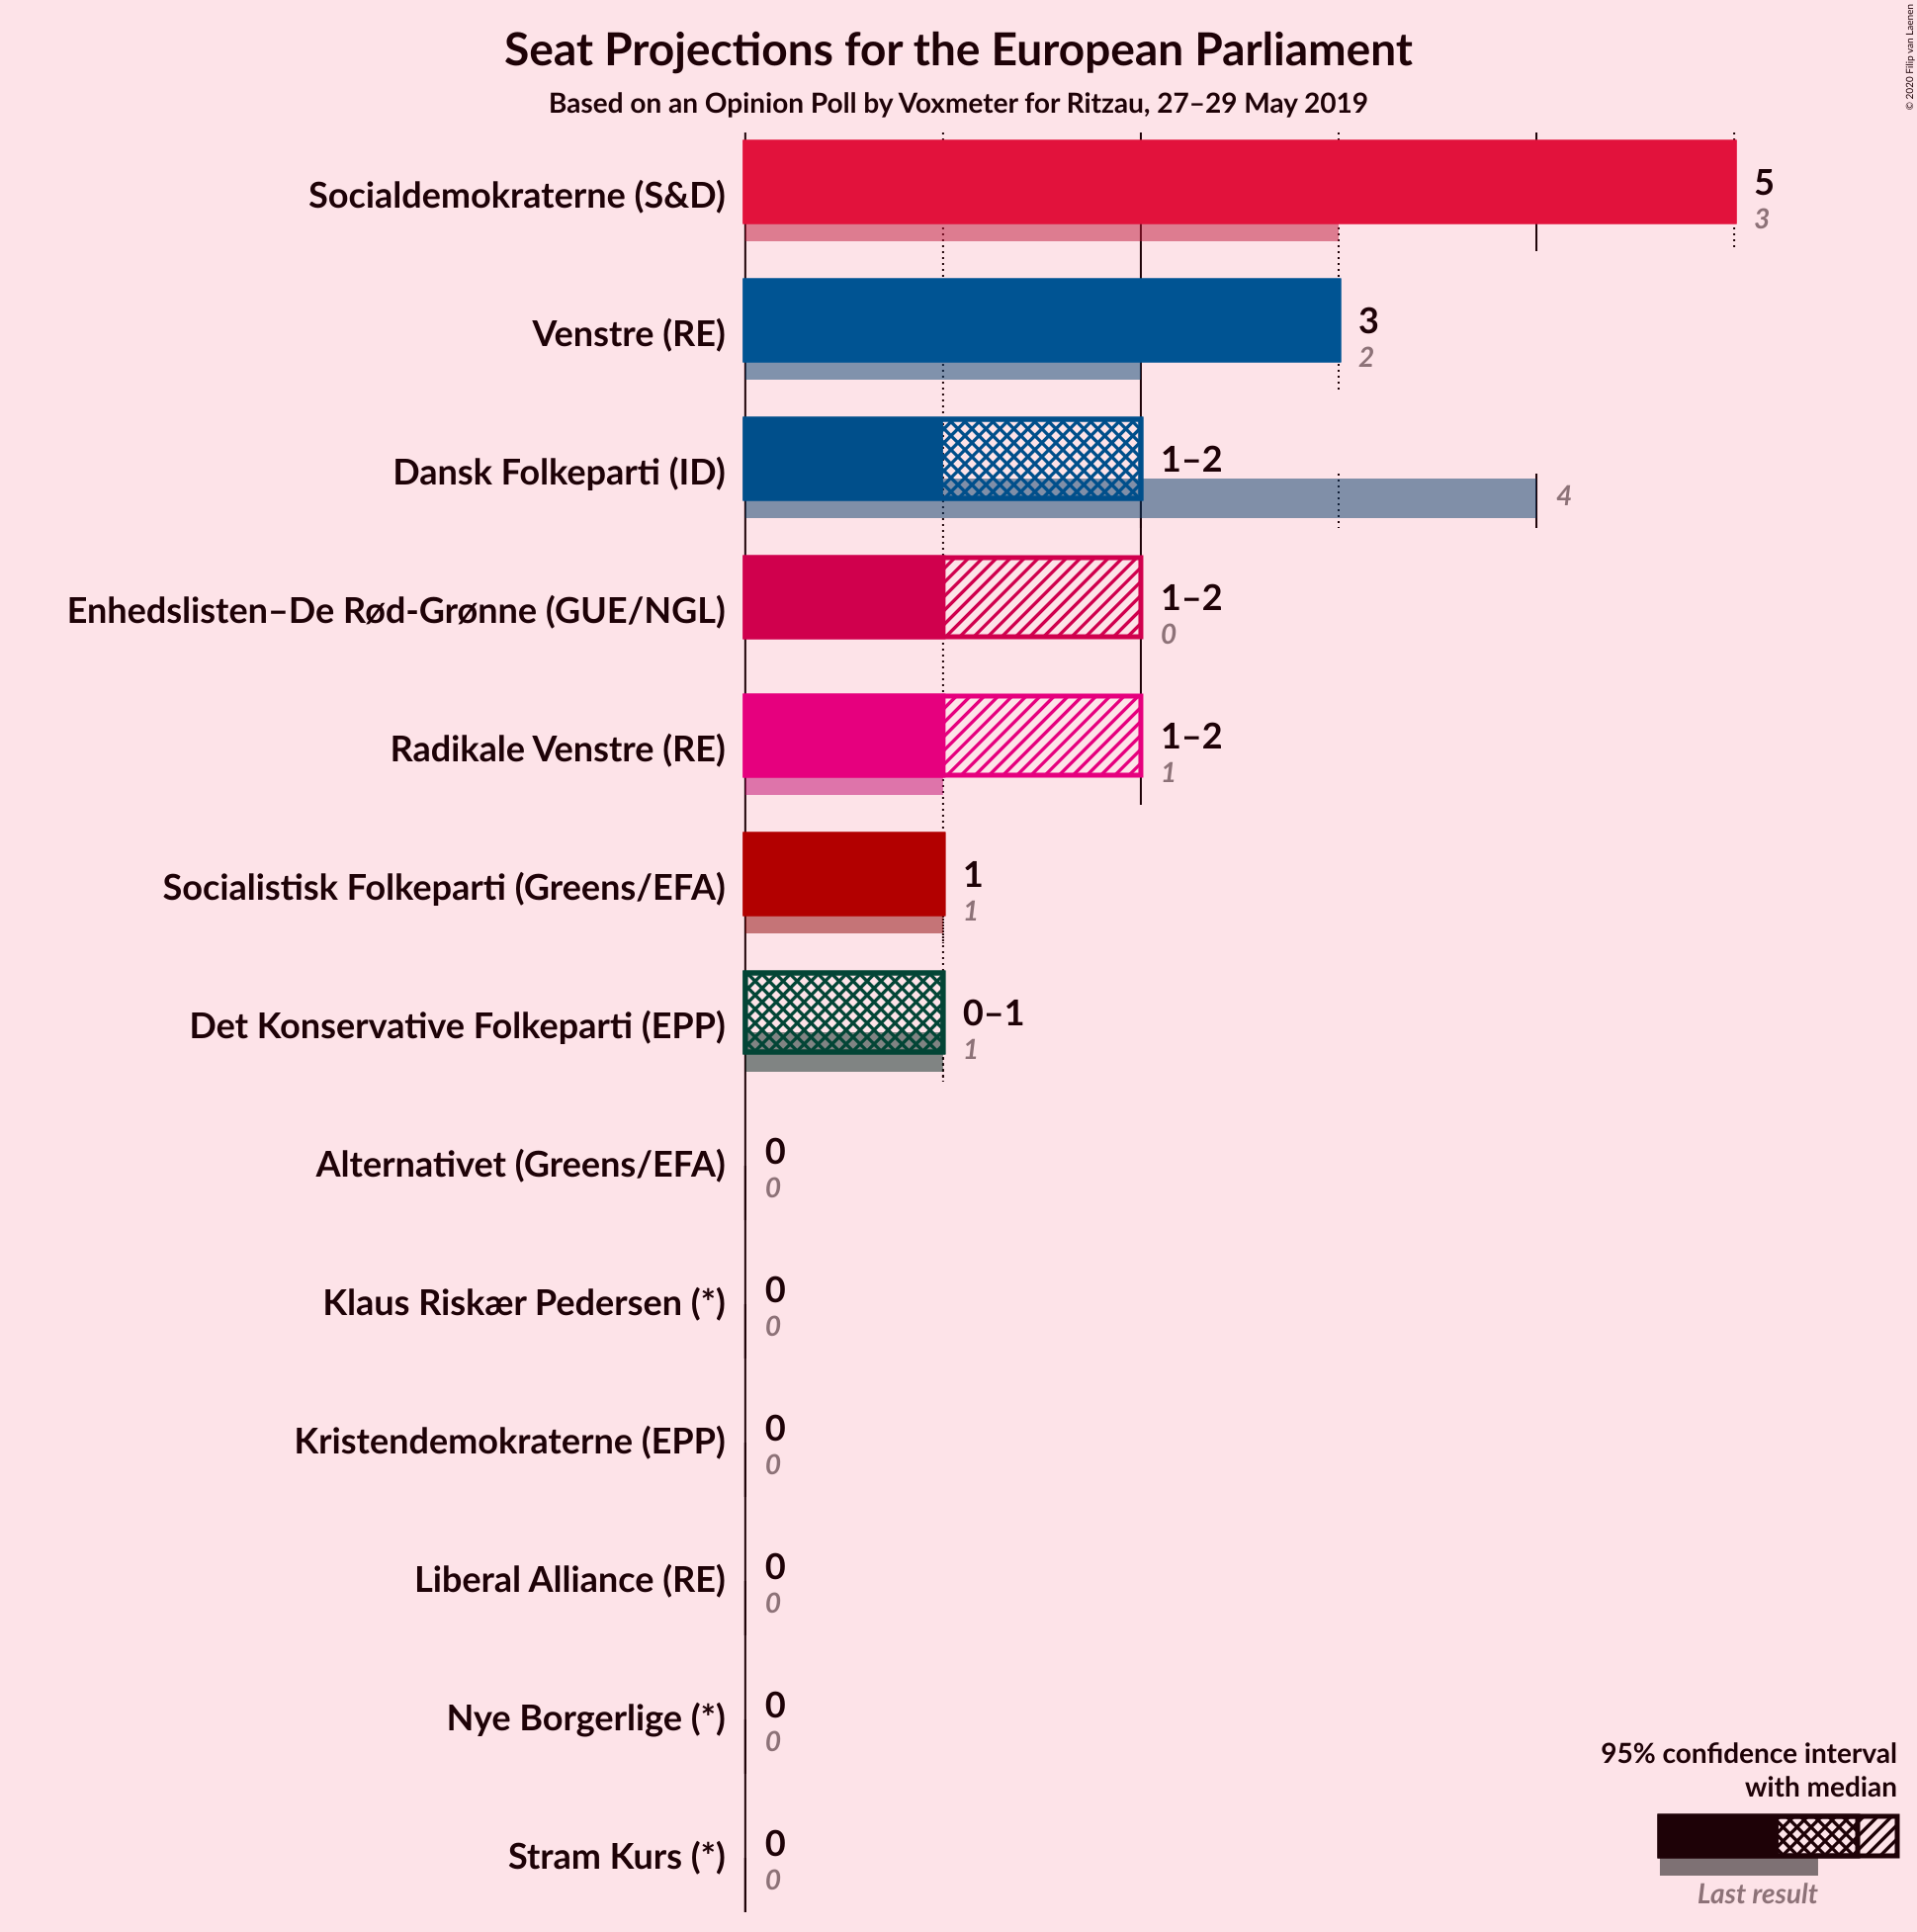 Seat Projections for the European Parliament
Based on an Opinion Poll by Voxmeter for Ritzau, 27–29 May 2019
© 2020 Filip van Laenen
Socialdemokraterne (S&D)
5
3
Venstre (RE)
3
2
Dansk Folkeparti (ID)
1–2
4
Enhedslisten–De Rød-Grønne (GUE/NGL)
1–2
0
Radikale Venstre (RE)
1–2
1
Socialistisk Folkeparti (Greens/EFA)
1
1
Det Konservative Folkeparti (EPP)
0–1
1
Alternativet (Greens/EFA)
0
0
Klaus Riskær Pedersen (*)
0
0
Kristendemokraterne (EPP)
0
0
Liberal Alliance (RE)
0
0
Nye Borgerlige (*)
0
0
Stram Kurs (*)
0
0
95% confidence interval
with median
Last result